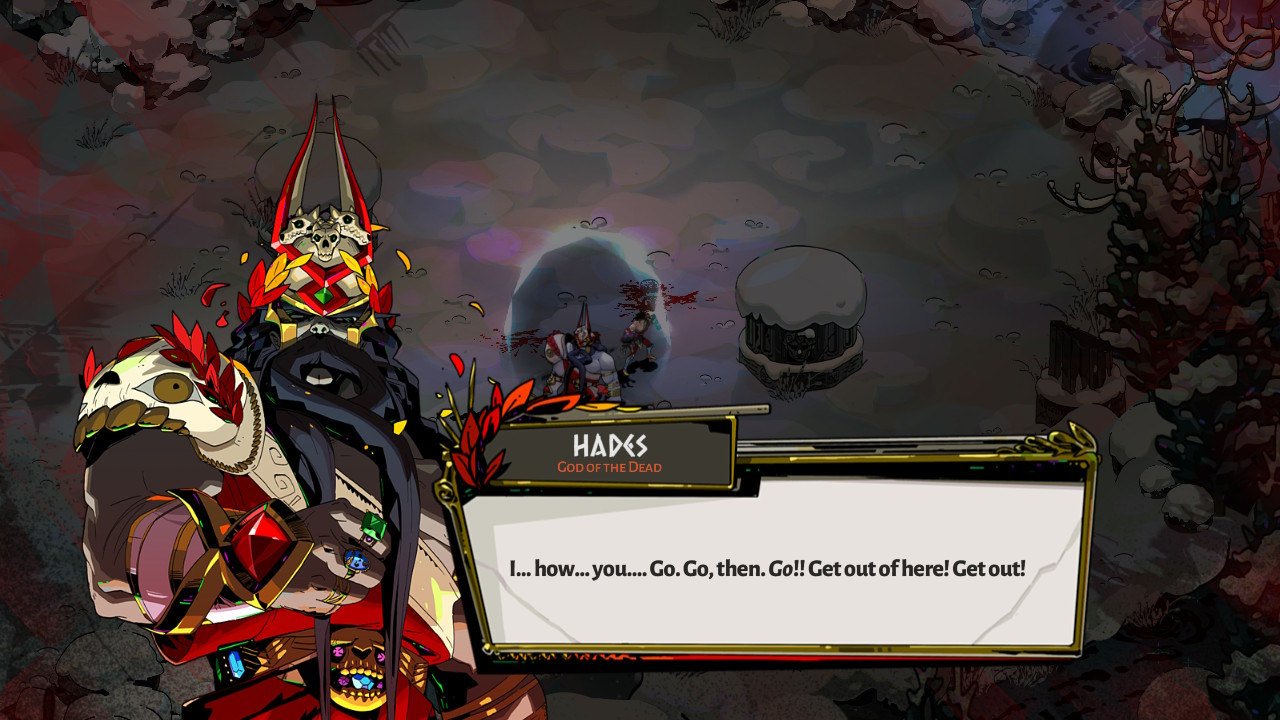 HADES
GOD OF THE DEAD
I... how... you.... Go. Go, then. Go!! Get out of here! Get out!